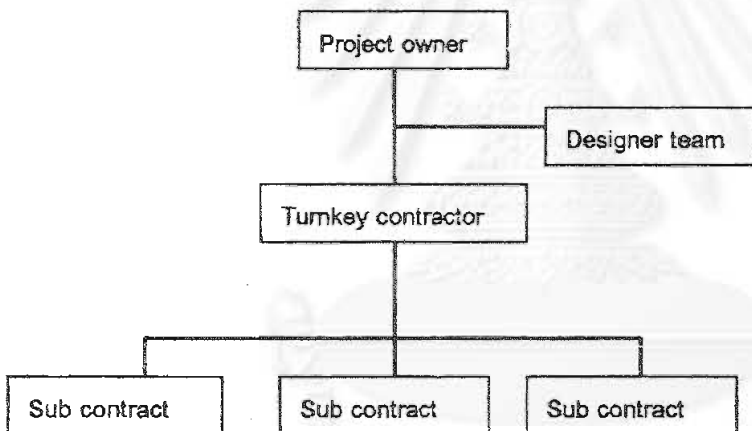 Project owner
Designer team
Turnkey contractor
Sub contract
Sub contract
Sub contract